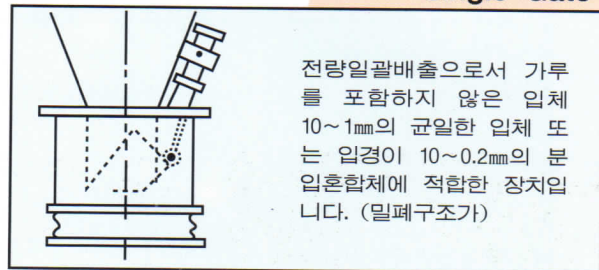 전량일괄배출으로서 가루
를 포함하지 않은 입체
10~1㎜의 균일한 입체 또
는 입경이 10~0.2㎜의 분
입혼합체에 적합한 장치입
니다. (밀폐구조가)